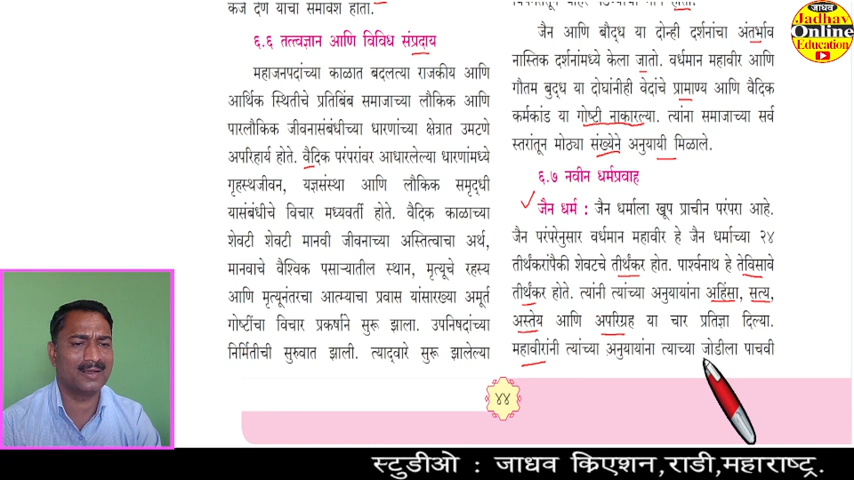 कर्ज देणे याचा समावेश होता.
६.६ तत्त्वज्ञान आणि विविध संप्रदाय
महाजनपदांच्या काळात बदलत्या राजकीय आणि
आर्थिक स्थितीचे प्रतिबिंब समाजाच्या लौकिक आणि
पारलौकिक जीवनासंबंधीच्या धारणांच्या क्षेत्रात उमटणे
अपरिहार्य होते. वैदिक परंपरांवर आधारलेल्या धारणांमध्ये
गृहस्थजीवन, यज्ञसंस्था आणि लौकिक समृद्धी
यासंबंधीचे विचार मध्यवर्ती होते. वैदिक काळाच्या
शेवटी शेवटी मानवी जीवनाच्या अस्तित्वाचा अर्थ,
मानवाचे वैश्विक पसाऱ्यातील स्थान, मृत्यूचे रहस्य
आणि मृत्यूनंतरचा आत्म्याचा प्रवास यांसारख्या अमूर्त
गोष्टींचा विचार प्रकर्षाने सुरू झाला. उपनिषदांच्या
निर्मितीची सुरुवात झाली. त्याद्वारे सुरू झालेल्या
जैन आणि बौद्ध या दोन्ही दर्शनांचा अंतर्भाव
नास्तिक दर्शनांमध्ये केला जातो. वर्धमान महावीर आणि
गौतम बुद्ध या दोघांनीही वेदांचे प्रामाण्य आणि वैदिक
कर्मकांड या गोष्टी नाकारल्या. त्यांना समाजाच्या सर्व
स्तरांतून मोठ्या संख्येने अनुयायी मिळाले.
६.७ नवीन धर्मप्रवाह
जैन धर्म : जैन धर्माला खूप प्राचीन परंपरा आहे.
जैन परंपरेनुसार वर्धमान महावीर हे जैन धर्माच्या २४
तीर्थंकरांपैकी शेवटचे तीर्थंकर होत. पार्श्वनाथ हे तेविसावे
तीर्थंकर होते. त्यांनी त्यांच्या अनुयायांना अहिंसा, सत्य,
अस्तेय आणि अपरिग्रह या चार प्रतिज्ञा दिल्या.
महावीरांनी त्यांच्या अनुयायांना त्याच्या जोडीला पाचवी
४४
जाधव
Jadhav
Online
Education
स्टुडीओ : जाधव क्रिएशन,राडी,महाराष्ट्र.